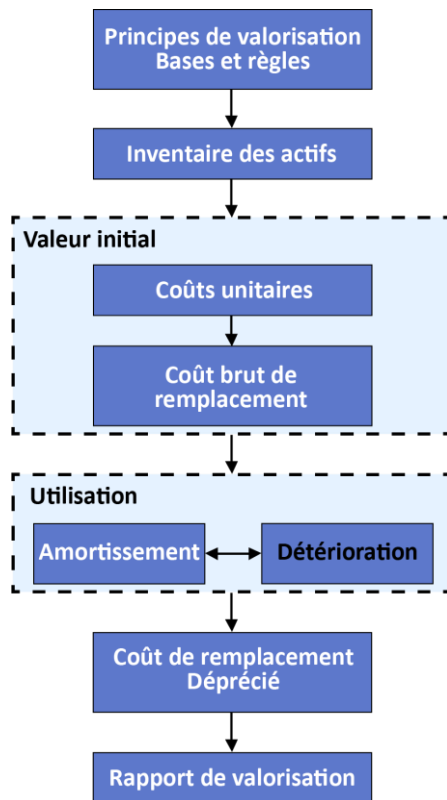 Principes de valorisation
Bases et règles
Inventaire des actifs
Valeur initial
Coûts unitaires
Coût brut de
remplacement
Utilisation
Amortissement
Détérioration
Coût de remplacement
Déprécié
Rapport de valorisation